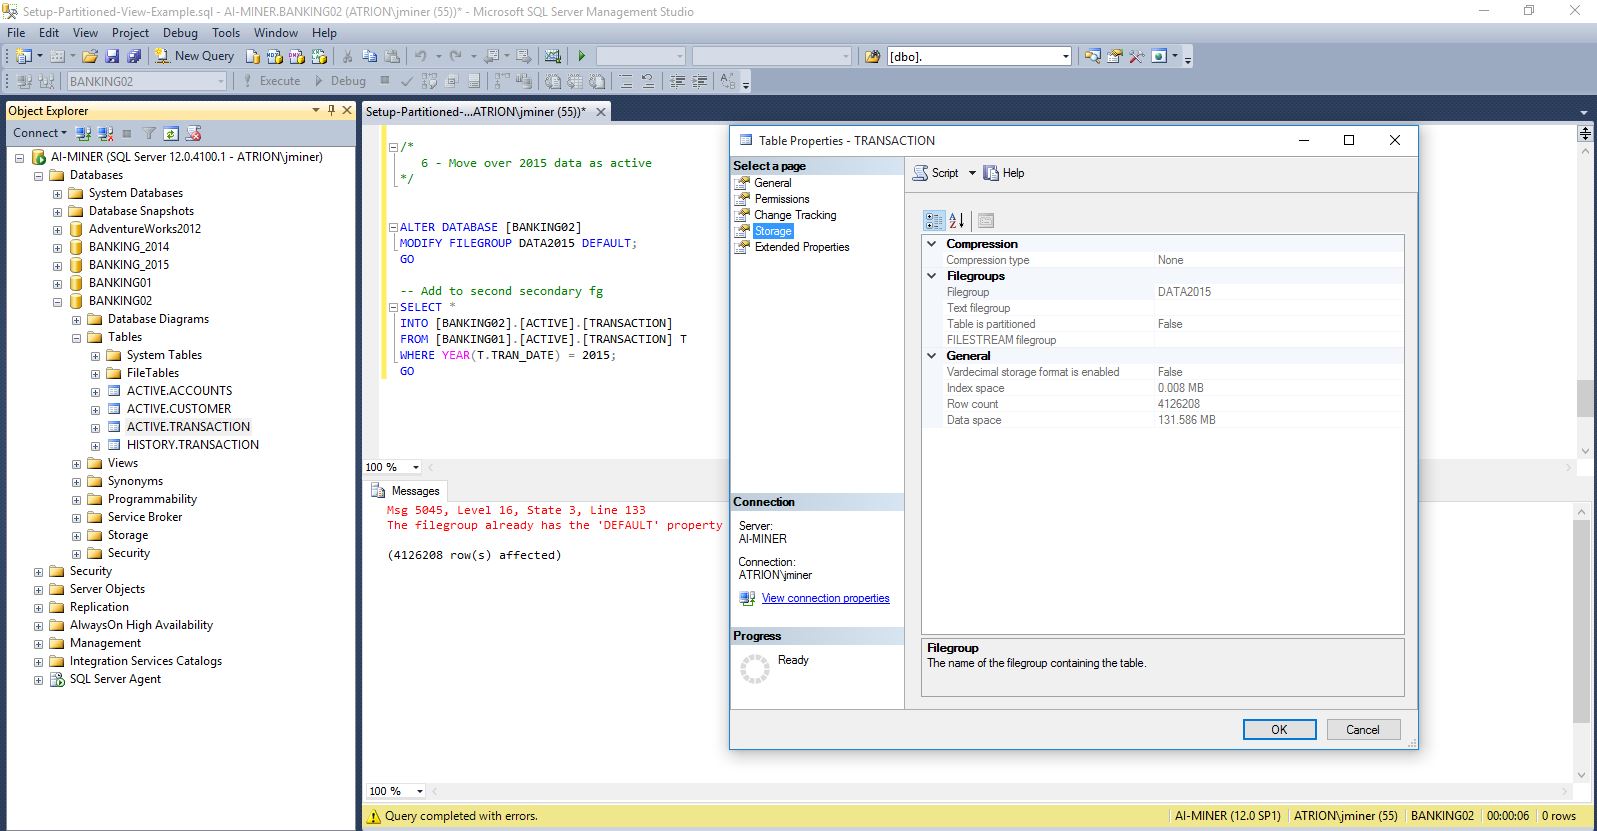 Setup-Partitioned-View-Example.sql - AI-MINER.BANKING02 (ATRION\jminer (55))* - Microsoft SQL Server Management Studio
File Edit View Project Debug Tools Window Help
New Query
[dbo].
BANKING02
Execute
Debug
Object Explorer
Connect
AI-MINER (SQL Server 12.0.4100.1 - ATRION\jminer)
Databases
System Databases
Database Snapshots
AdventureWorks2012
BANKING_2014
BANKING_2015
BANKING01
BANKING02
Database Diagrams
Tables
System Tables
FileTables
ACTIVE.ACCOUNTS
ACTIVE.CUSTOMER
ACTIVE.TRANSACTION
HISTORY.TRANSACTION
Views
Synonyms
Programmability
Service Broker
Storage
Security
Security
Server Objects
Replication
AlwaysOn High Availability
Management
Integration Services Catalogs
SQL Server Agent
Setup-Partitioned-...ATRION\jminer (55))*
/*
6 - Move over 2015 data as active
*/
ALTER DATABASE [BANKING02]
MODIFY FILEGROUP DATA2015 DEFAULT;
GO
-- Add to second secondary fg
SELECT *
INTO [BANKING02].[ACTIVE].[TRANSACTION]
FROM [BANKING01].[ACTIVE].[TRANSACTION] T
WHERE YEAR(T.TRAN_DATE) = 2015;
GO
100 %
Messages
Msg 5045, Level 16, State 3, Line 133
The filegroup already has the 'DEFAULT' property
(4126208 row(s) affected)
100 %
Table Properties - TRANSACTION
Select a page
General
Permissions
Change Tracking
Storage
Extended Properties
Connection
Server:
AI-MINER
Connection:
ATRION\jminer
View connection properties
Progress
Ready
Script
Help
Compression
Compression type None
Filegroups
Filegroup DATA2015
Text filegroup
Table is partitioned False
FILESTREAM filegroup
General
Vardecimal storage format is enabled False
Index space 0.008 MB
Row count 4126208
Data space 131.586 MB
Filegroup
The name of the filegroup containing the table.
OK
Cancel
Query completed with errors.
AI-MINER (12.0 SP1) ATRION\jminer (55) BANKING02 00:00:06 0 rows